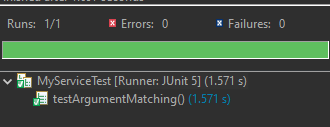 Runs: 1/1 Errors: 0 Failures: 0
MyServiceTest [Runner: JUnit 5] (1.571 s)
testArgumentMatching() (1.571 s)